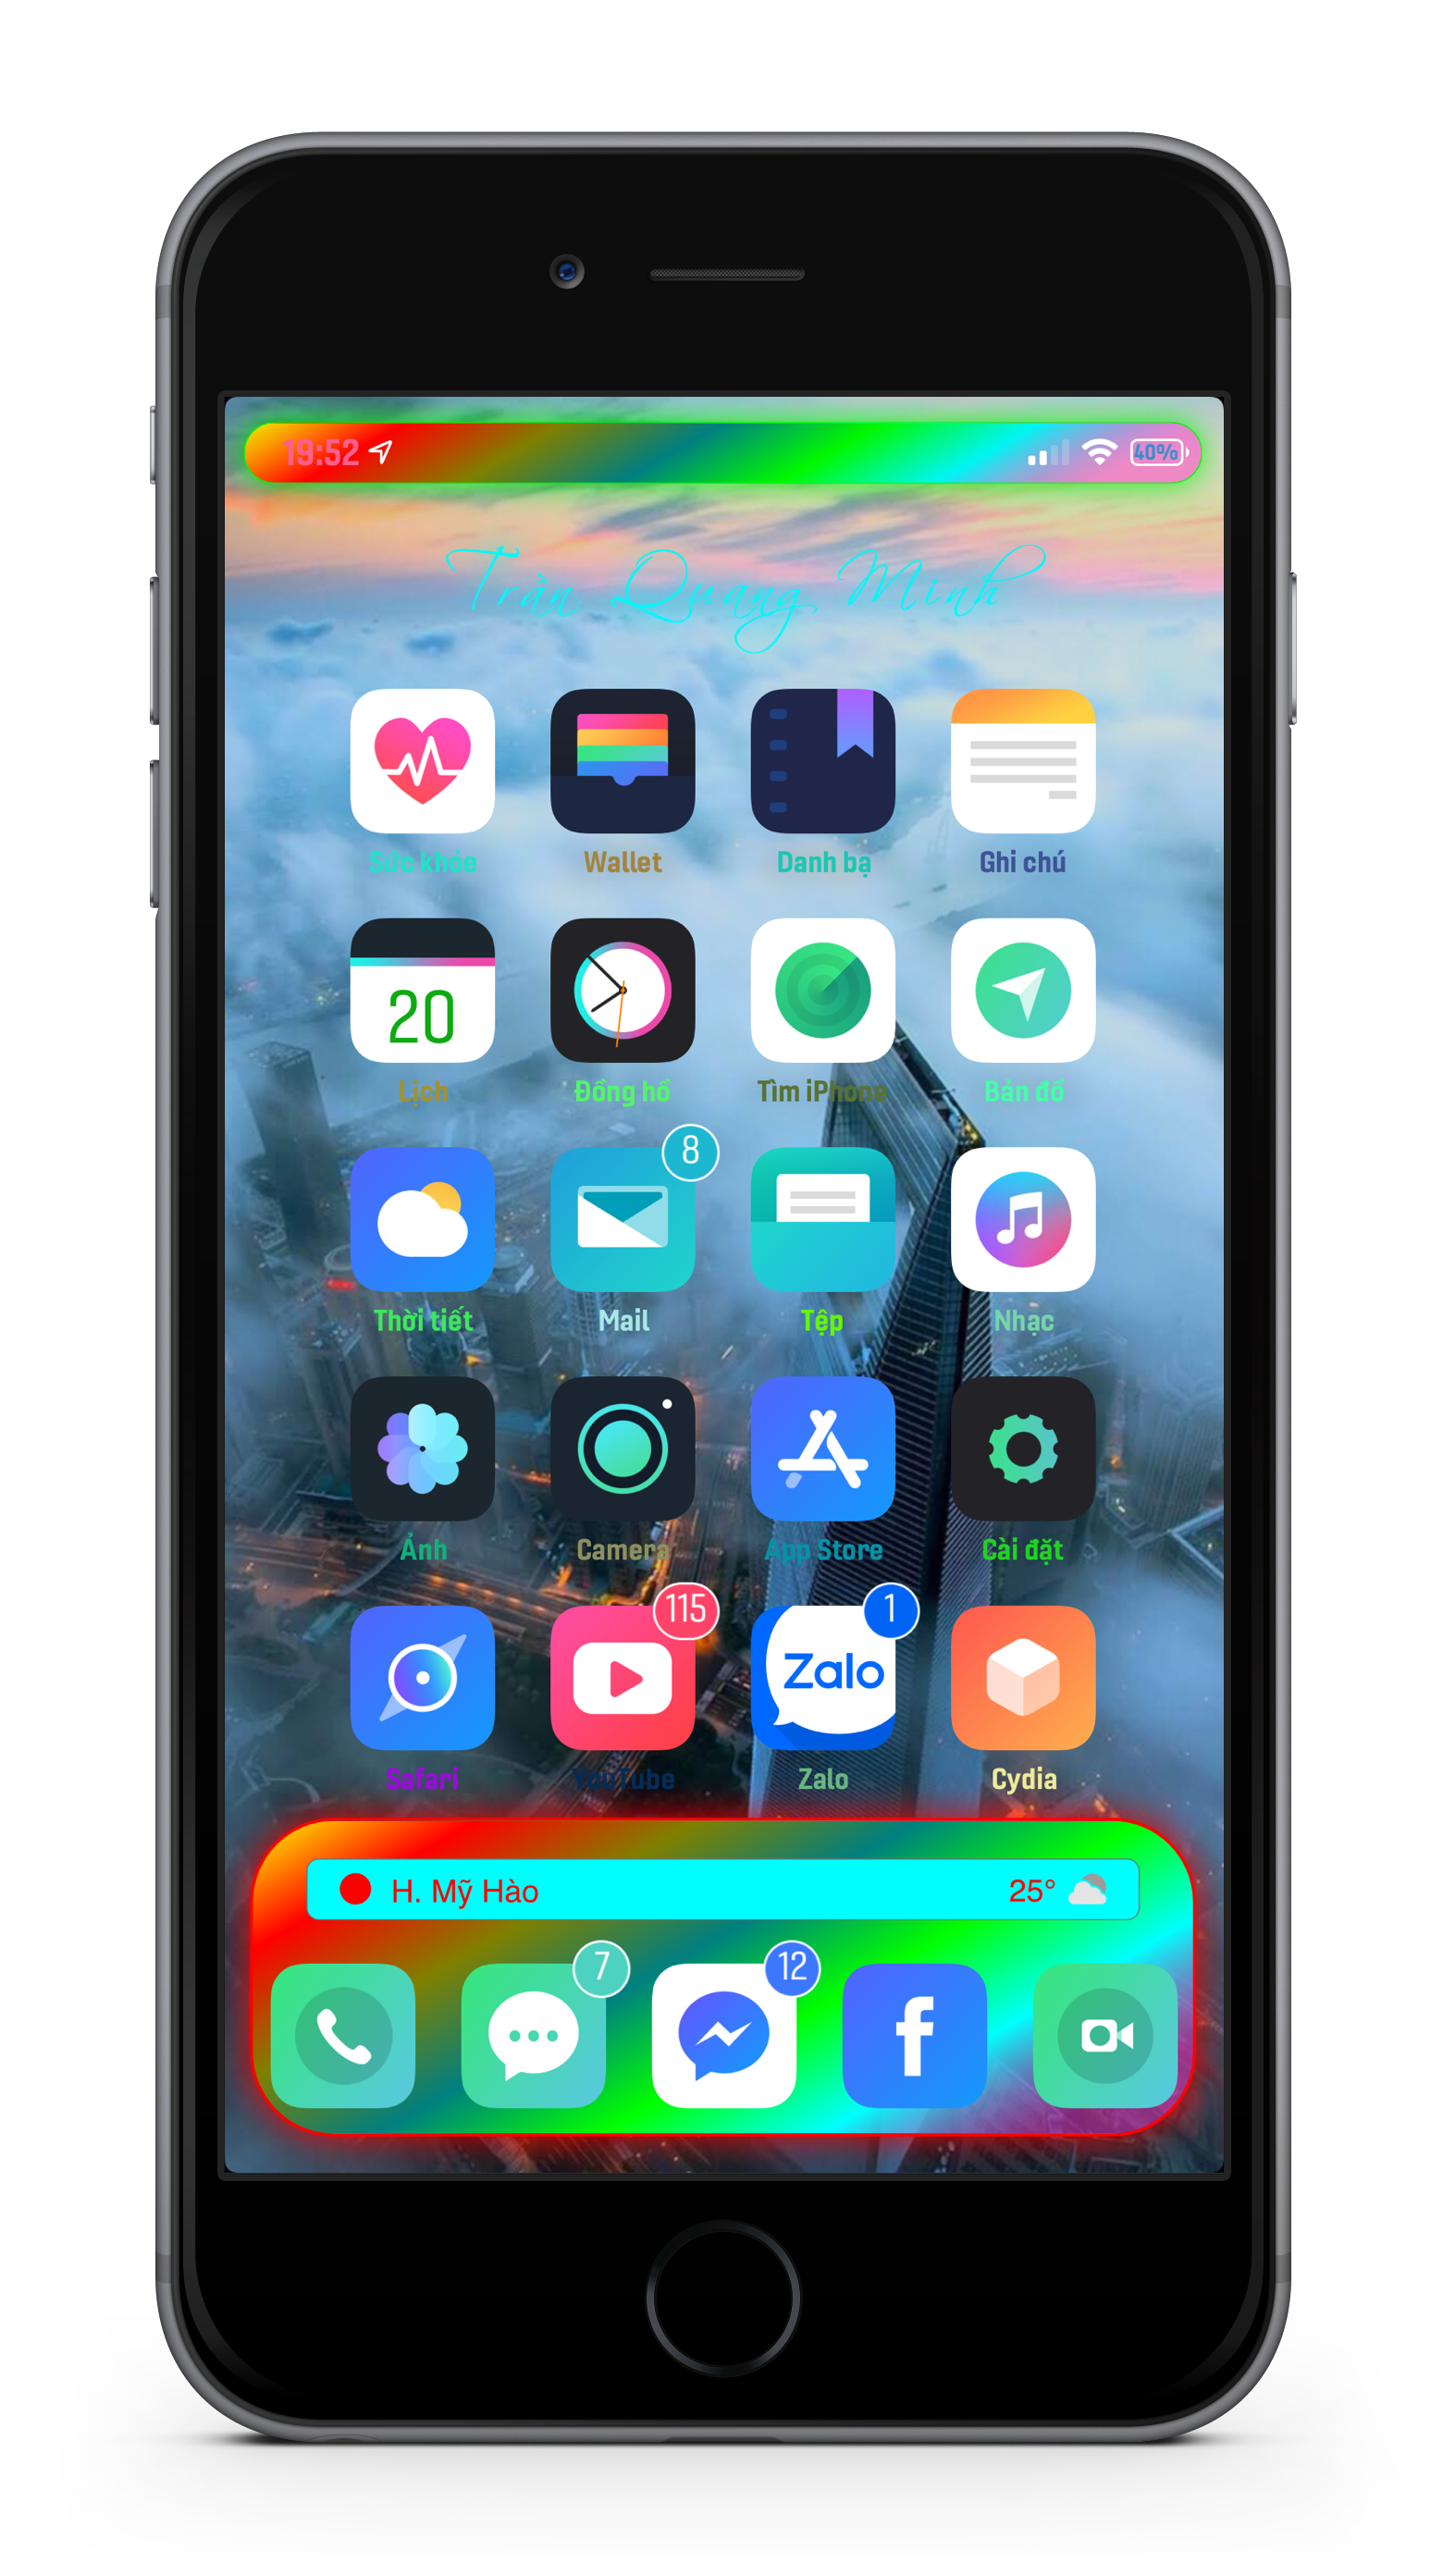 19:52 40%
Trần Quang Minh
Sức khỏe Wallet Danh bạ Ghi chú
20
Lịch Đồng hồ Tìm iPhone Bản đồ
8
Thời tiết Mail Tệp Nhạc
Ảnh Camera App Store Cài đặt
115 1
Zalo
Safari YouTube Zalo Cydia
H. Mỹ Hào 25°
7 12